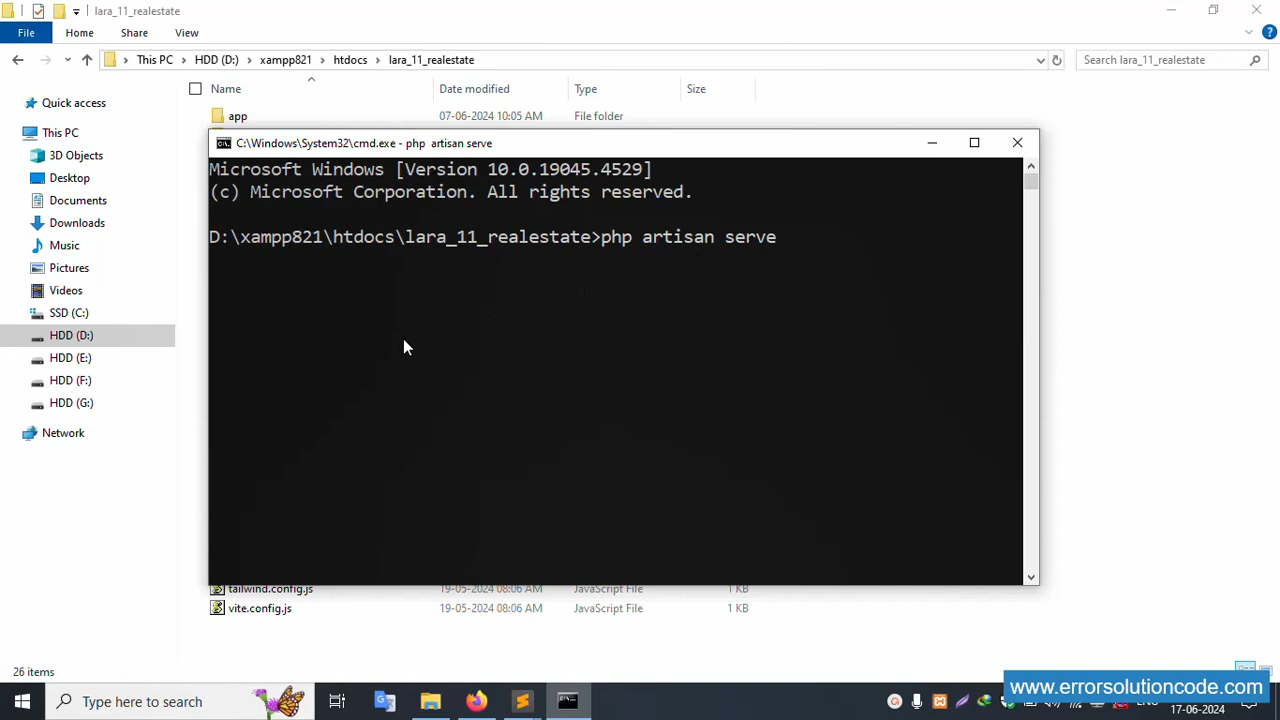 lara_11_realestate
File
Home
Share
View
This PC
HDD (D:)
xampp821
htdocs
lara_11_realestate
Search lara_11_realestate
Name
Date modified
Type
Size
Quick access
This PC
3D Objects
Desktop
Documents
Downloads
Music
Pictures
Videos
SSD (C:)
HDD (D:)
HDD (E:)
HDD (F:)
HDD (G:)
Network
app
07-06-2024 10:05 AM
File folder
C:\Windows\System32\cmd.exe - php artisan serve
Microsoft Windows [Version 10.0.19045.4529]
(c) Microsoft Corporation. All rights reserved.
D:\xampp821\htdocs\lara_11_realestate>php artisan serve
tailwind.config.js
19-05-2024 08:06 AM
JavaScript File
1 KB
vite.config.js
19-05-2024 08:06 AM
JavaScript File
1 KB
26 items
www.errorsolutioncode.com
Type here to search
17-06-2024